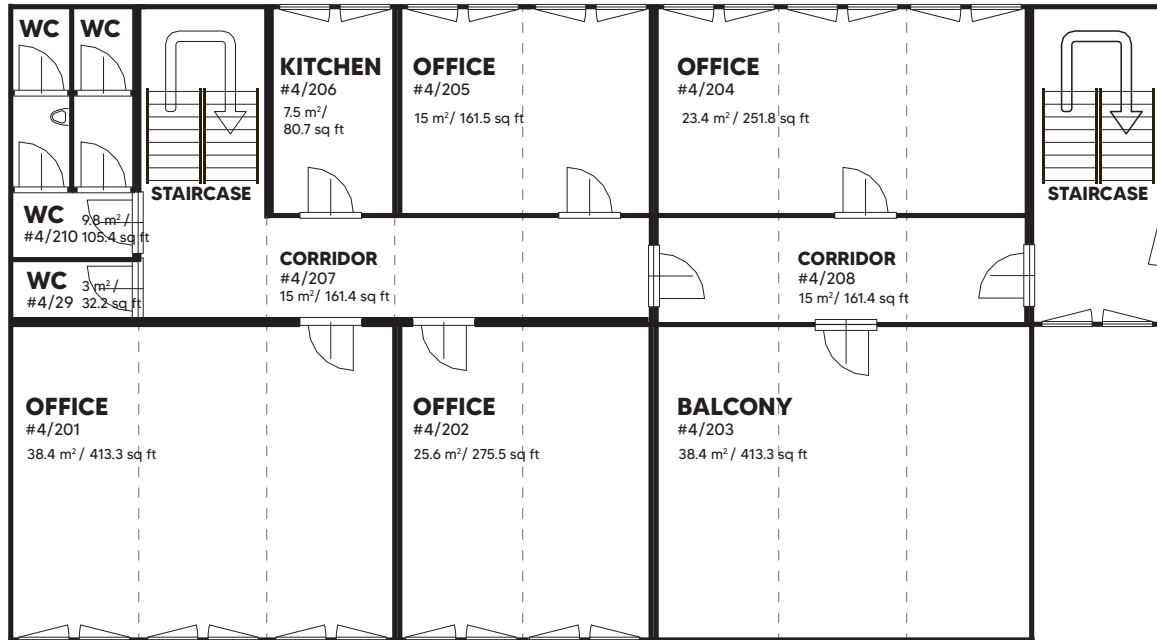 WC
WC
KITCHEN
#4/206
7.5 m²/
80.7 sq ft
OFFICE
#4/205
15 m²/ 161.5 sq ft
OFFICE
#4/204
23.4 m²/ 251.8 sq ft
STAIRCASE
STAIRCASE
WC
#4/210
9.8 m²/
105.4 sq ft
WC
#4/29
3 m²/
32.2 sq ft
CORRIDOR
#4/207
15 m²/ 161.4 sq ft
CORRIDOR
#4/208
15 m²/ 161.4 sq ft
OFFICE
#4/201
38.4 m²/ 413.3 sq ft
OFFICE
#4/202
25.6 m²/ 275.5 sq ft
BALCONY
#4/203
38.4 m²/ 413.3 sq ft